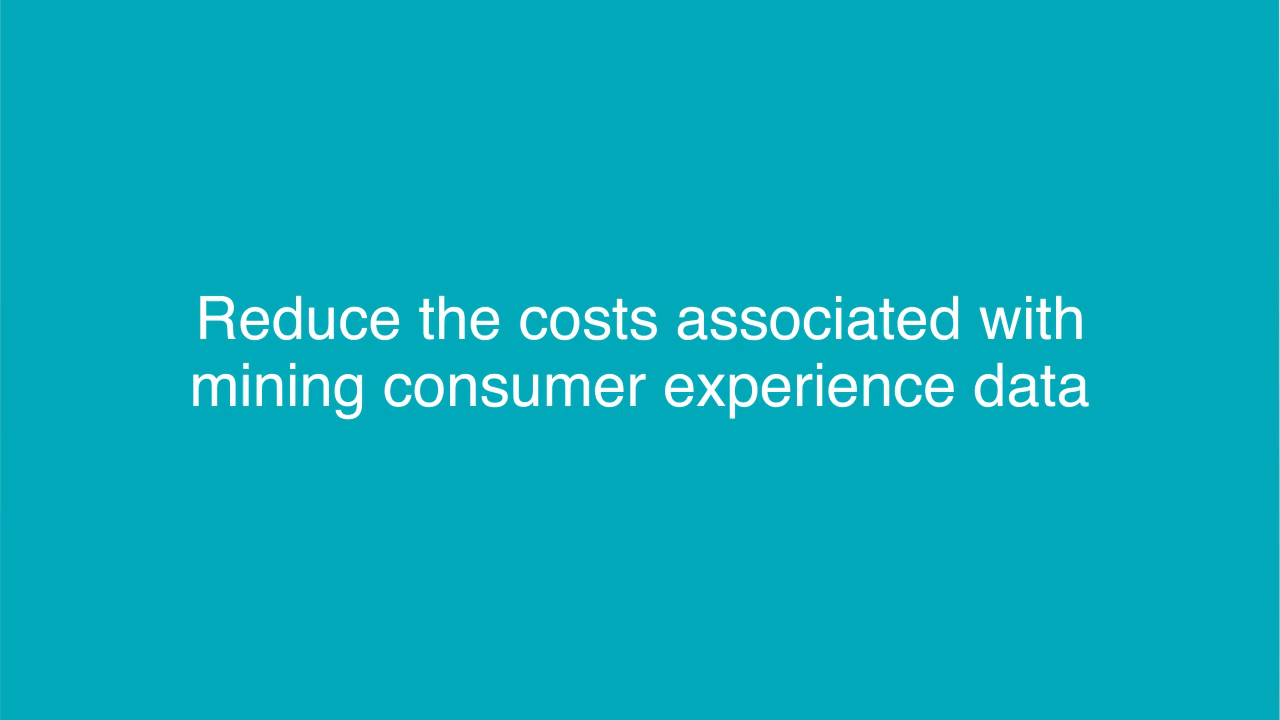 Reduce the costs associated with
mining consumer experience data